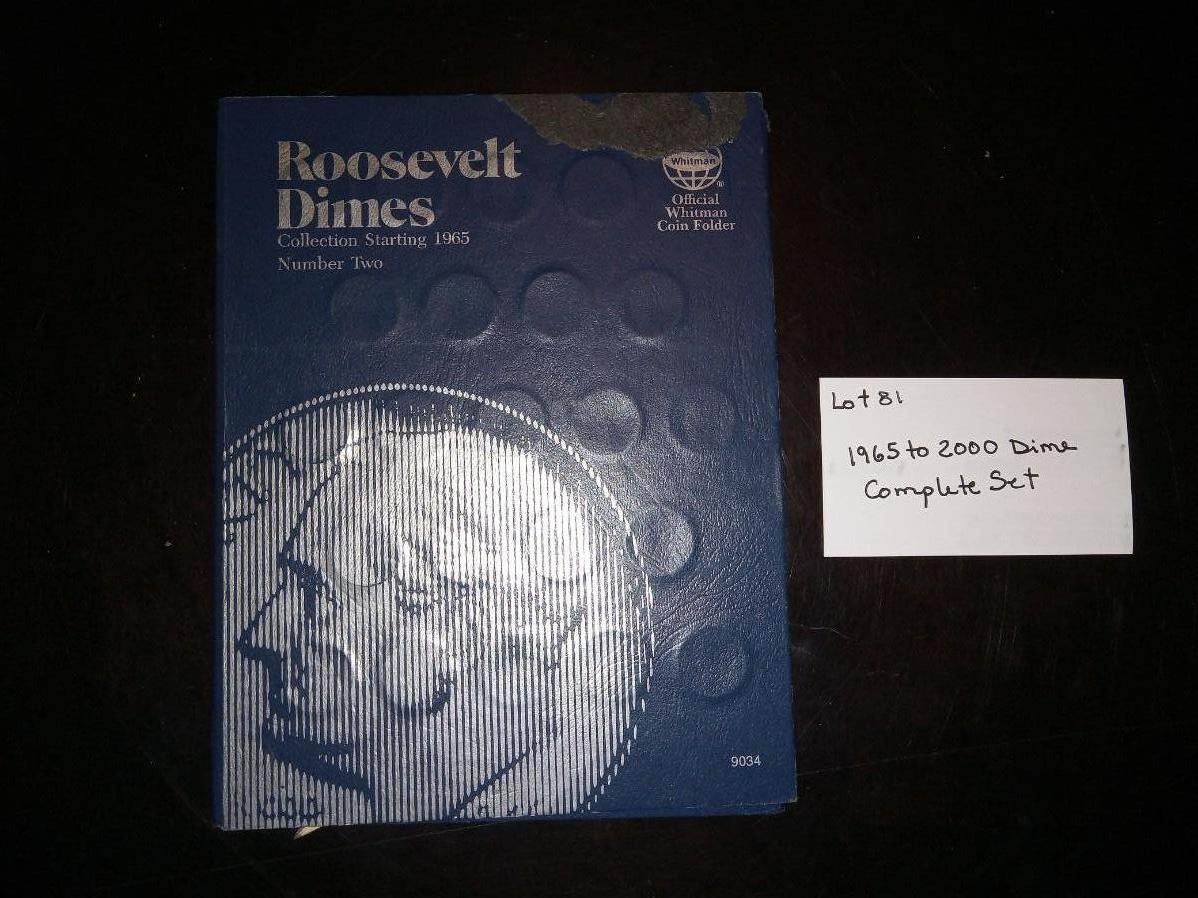 Roosevelt
Dimes
Collection Starting 1965
Number Two
Whitman
®
Official
Whitman
Coin Folder
9034
Lot 81
1965 to 2000 Dime
Complete Set